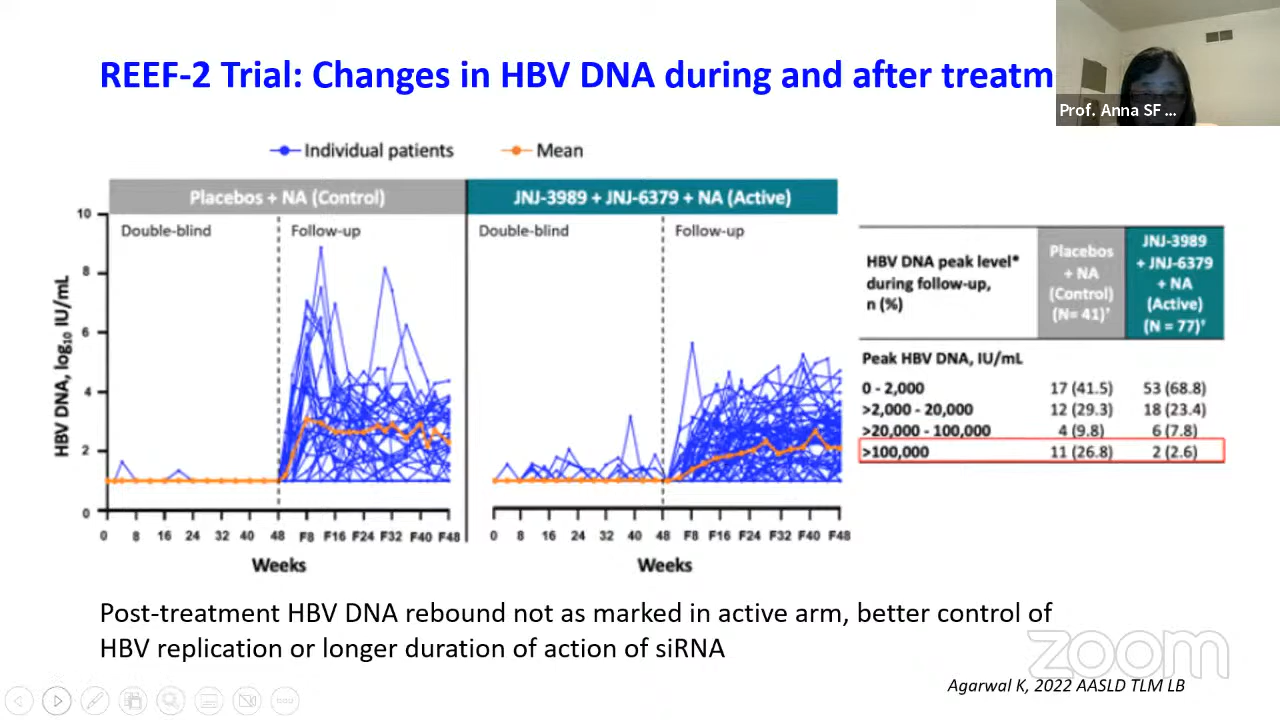 REEF-2 Trial: Changes in HBV DNA during and after treatm
Prof. Anna SF ...
Individual patients
Mean
Placebos + NA (Control)
JNJ-3989 + JNJ-6379 + NA (Active)
Double-blind
Follow-up
Double-blind
Follow-up
HBV DNA, log10 IU/mL
10
8
6
4
2
0
0 8 16 24 32 40 48 F8 F16 F24 F32 F40 F48
0 8 16 24 32 40 48 F8 F16 F24 F32 F40 F48
Weeks
Weeks
HBV DNA peak level*
during follow-up,
n (%)
Placebos
+ NA
(Control)
(N= 41)†
JNJ-3989
+ JNJ-6379
+ NA
(Active)
(N = 77)†
Peak HBV DNA, IU/mL
0 - 2,000 17 (41.5) 53 (68.8)
>2,000 - 20,000 12 (29.3) 18 (23.4)
>20,000 - 100,000 4 (9.8) 6 (7.8)
>100,000 11 (26.8) 2 (2.6)
Post-treatment HBV DNA rebound not as marked in active arm, better control of
HBV replication or longer duration of action of siRNA
zoom
Agarwal K, 2022 AASLD TLM LB